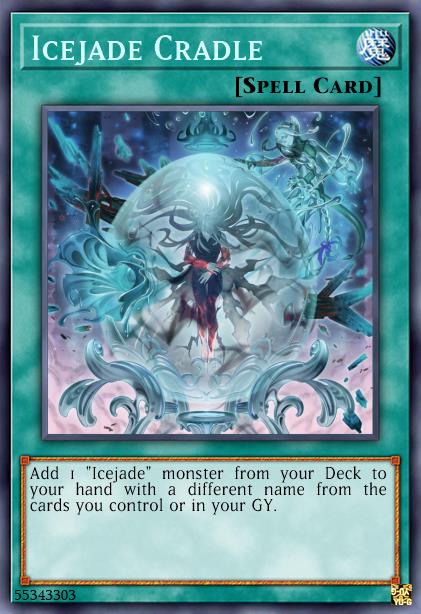 Icejade Cradle
魔
[Spell Card]
Add 1 "Icejade" monster from your Deck to
your hand with a different name from the
cards you control or in your GY.
55343303